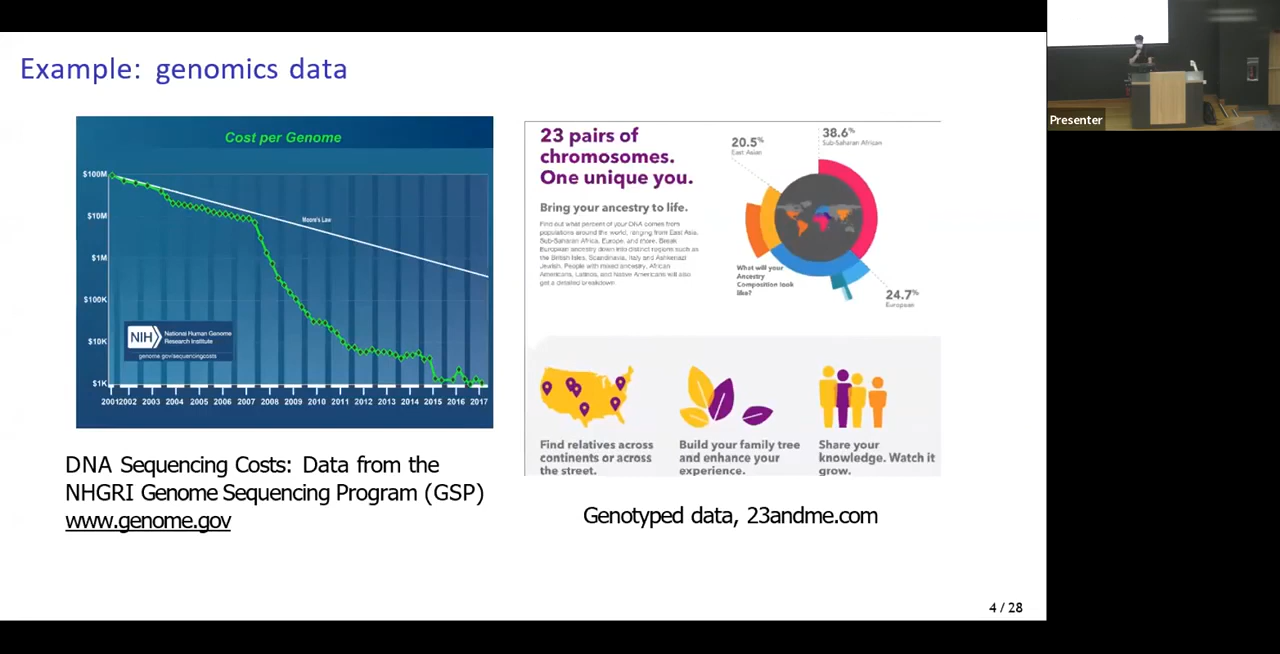 Example: genomics data
Cost per Genome
$100M
$10M
$1M
$100K
$10K
$1K
Moore's Law
NIH
National Human Genome
Research Institute
genome.gov/sequencingcosts
2001 2002 2003 2004 2005 2006 2007 2008 2009 2010 2011 2012 2013 2014 2015 2016 2017
DNA Sequencing Costs: Data from the
NHGRI Genome Sequencing Program (GSP)
www.genome.gov
23 pairs of
chromosomes.
One unique you.
Bring your ancestry to life.
Find out what percent of your DNA comes from
populations around the world, ranging from East Asia,
Sub-Saharan Africa, Europe, and more. Break
European ancestry down into distinct regions such as
the British Isles, Scandinavia, Italy and Ashkenazi
Jewish. People with mixed ancestry, African
Americans, Latinos, and Native Americans will also
get a detailed breakdown
20.5%
East Asian
38.6%
Sub-Saharan African
What will your
Ancestry
Composition look
like?
24.7%
European
Find relatives across
continents or across
the street.
Build your family tree
and enhance your
experience.
Share your
knowledge. Watch it
grow.
Genotyped data, 23andme.com
4 / 28
Presenter